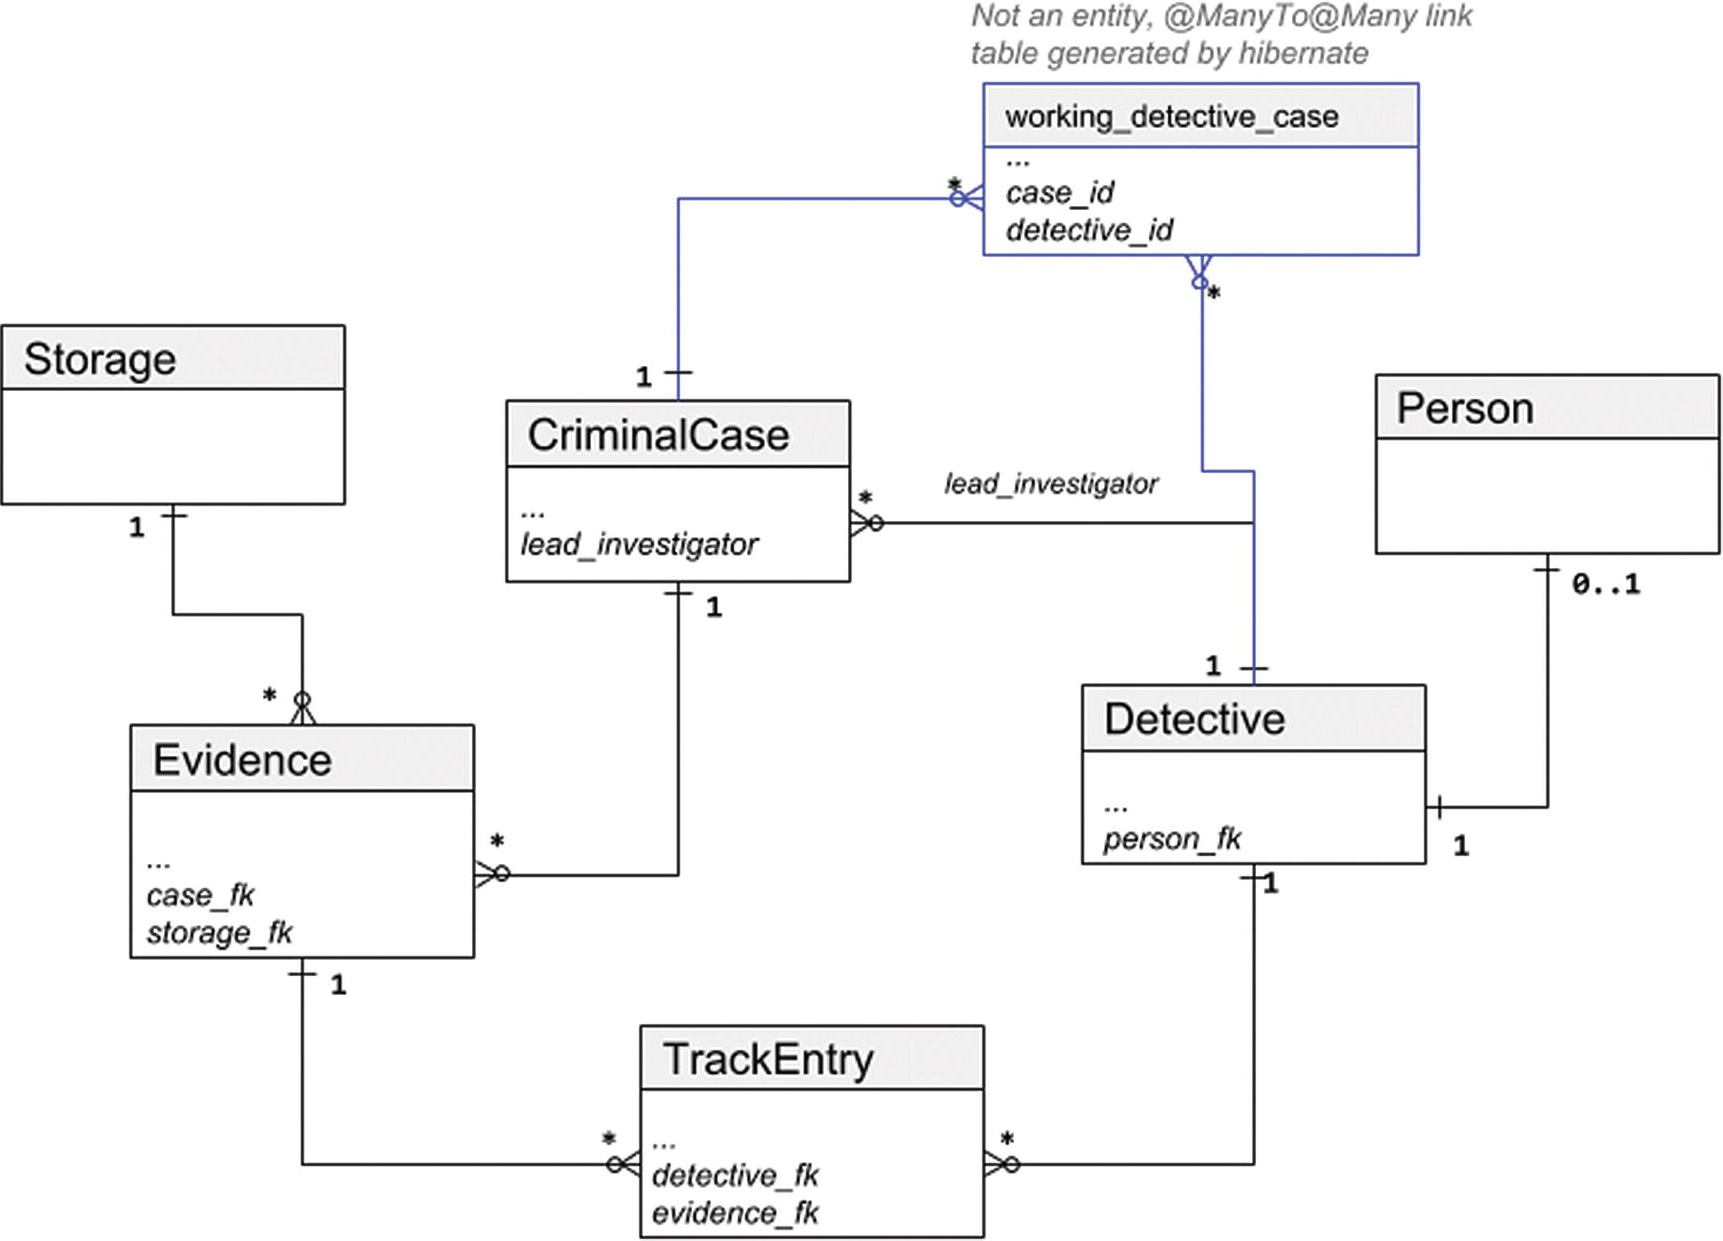 Not an entity, @ManyTo@Many link
table generated by hibernate
working_detective_case
...
case_id
detective_id
*
*
1
Storage
1
CriminalCase
...
lead_investigator
*
lead_investigator
1
Person
0..1
*
Evidence
...
case_fk
storage_fk
*
1
1
Detective
...
person_fk
1
1
TrackEntry
...
detective_fk
evidence_fk
*
*